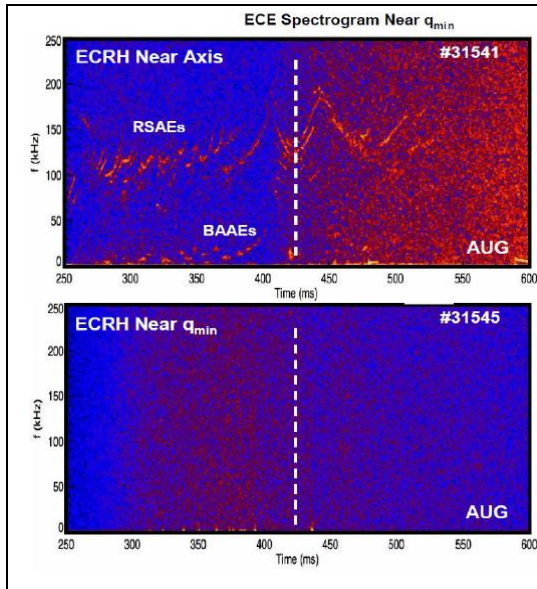 ECE Spectrogram Near qmin
ECRH Near Axis
#31541
RSAEs
BAAEs
AUG
f (kHz)
250
200
150
100
50
0
250 300 350 400 450 500 550 600
Time (ms)
ECRH Near qmin
#31545
AUG
f (kHz)
250
200
150
100
50
0
250 300 350 400 450 500 550 600
Time (ms)